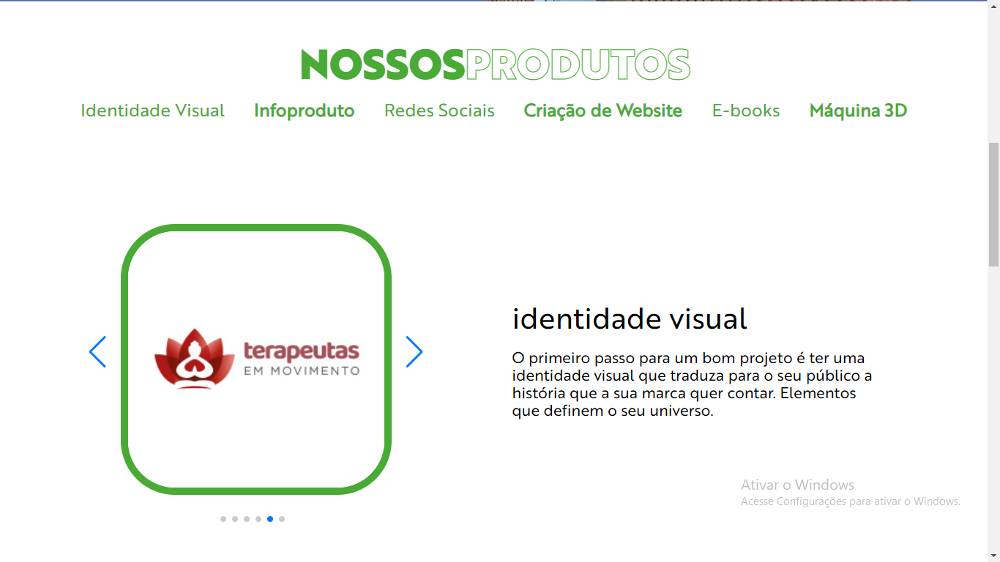 NOSSOSPRODUTOS
Identidade Visual Infoproduto Redes Sociais Criação de Website E-books Máquina 3D
terapeutas
EM MOVIMENTO
identidade visual
O primeiro passo para um bom projeto é ter uma
identidade visual que traduza para o seu público a
história que a sua marca quer contar. Elementos
que definem o seu universo.
Ativar o Windows
Acesse Configurações para ativar o Windows.